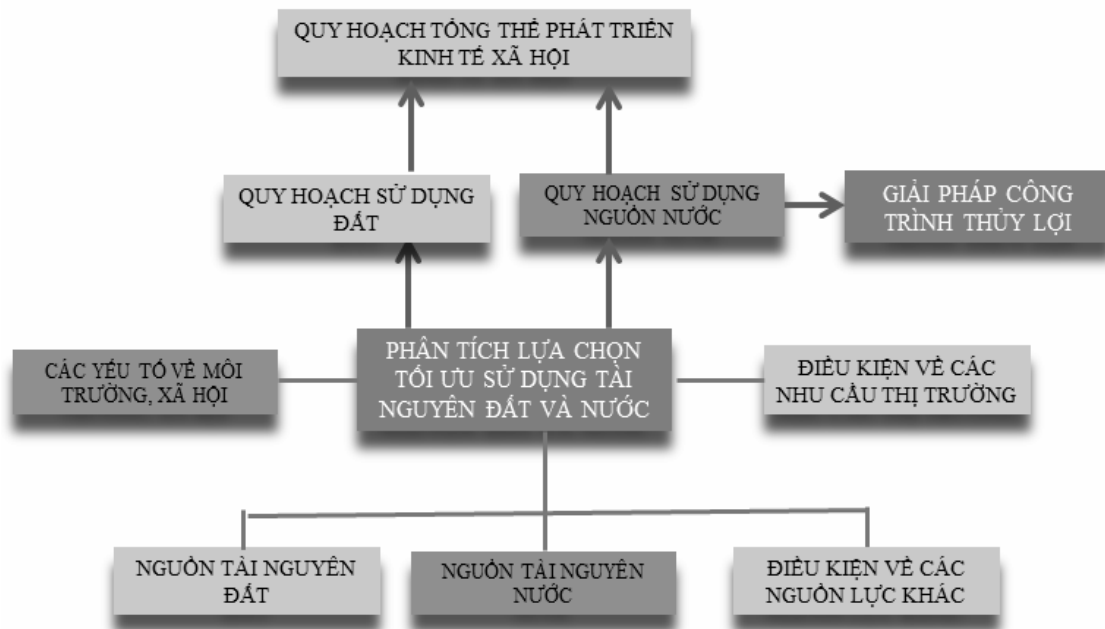 QUY HOẠCH TỔNG THỂ PHÁT TRIỂN
KINH TẾ XÃ HỘI
QUY HOẠCH SỬ DỤNG
ĐẤT
QUY HOẠCH SỬ DỤNG
NGUỒN NƯỚC
GIẢI PHÁP CÔNG
TRÌNH THỦY LỢI
CÁC YẾU TỐ VỀ MÔI
TRƯỜNG, XÃ HỘI
PHÂN TÍCH LỰA CHỌN
TỐI ƯU SỬ DỤNG TÀI
NGUYÊN ĐẤT VÀ NƯỚC
ĐIỀU KIỆN VỀ CÁC
NHU CẦU THỊ TRƯỜNG
NGUỒN TÀI NGUYÊN
ĐẤT
NGUỒN TÀI NGUYÊN
NƯỚC
ĐIỀU KIỆN VỀ CÁC
NGUỒN LỰC KHÁC